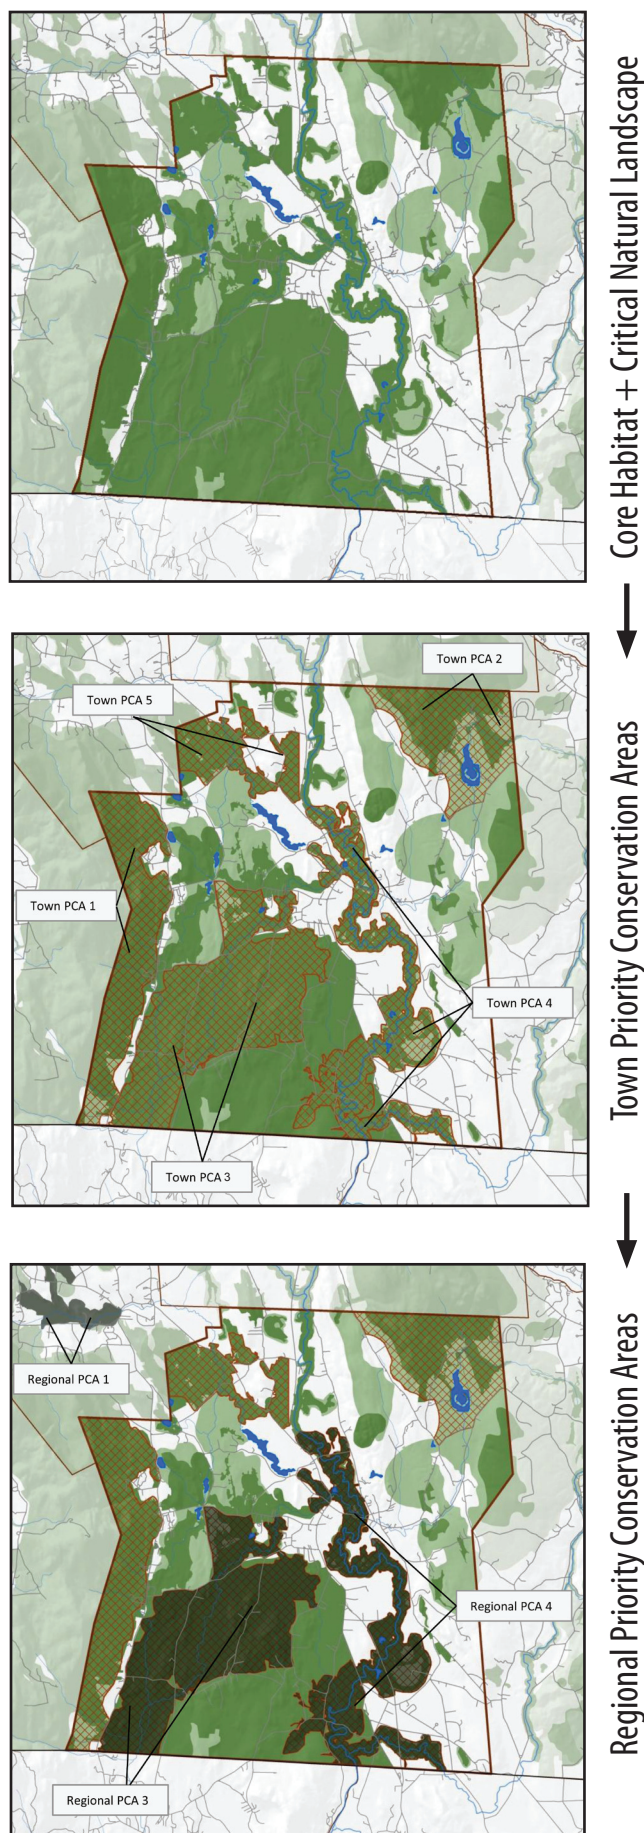 Core Habitat + Critical Natural Landscape
Town PCA 2
Town PCA 5
Town PCA 1
Town PCA 4
Town PCA 3
Town Priority Conservation Areas
Regional PCA 1
Regional PCA 4
Regional PCA 3
Regional Priority Conservation Areas